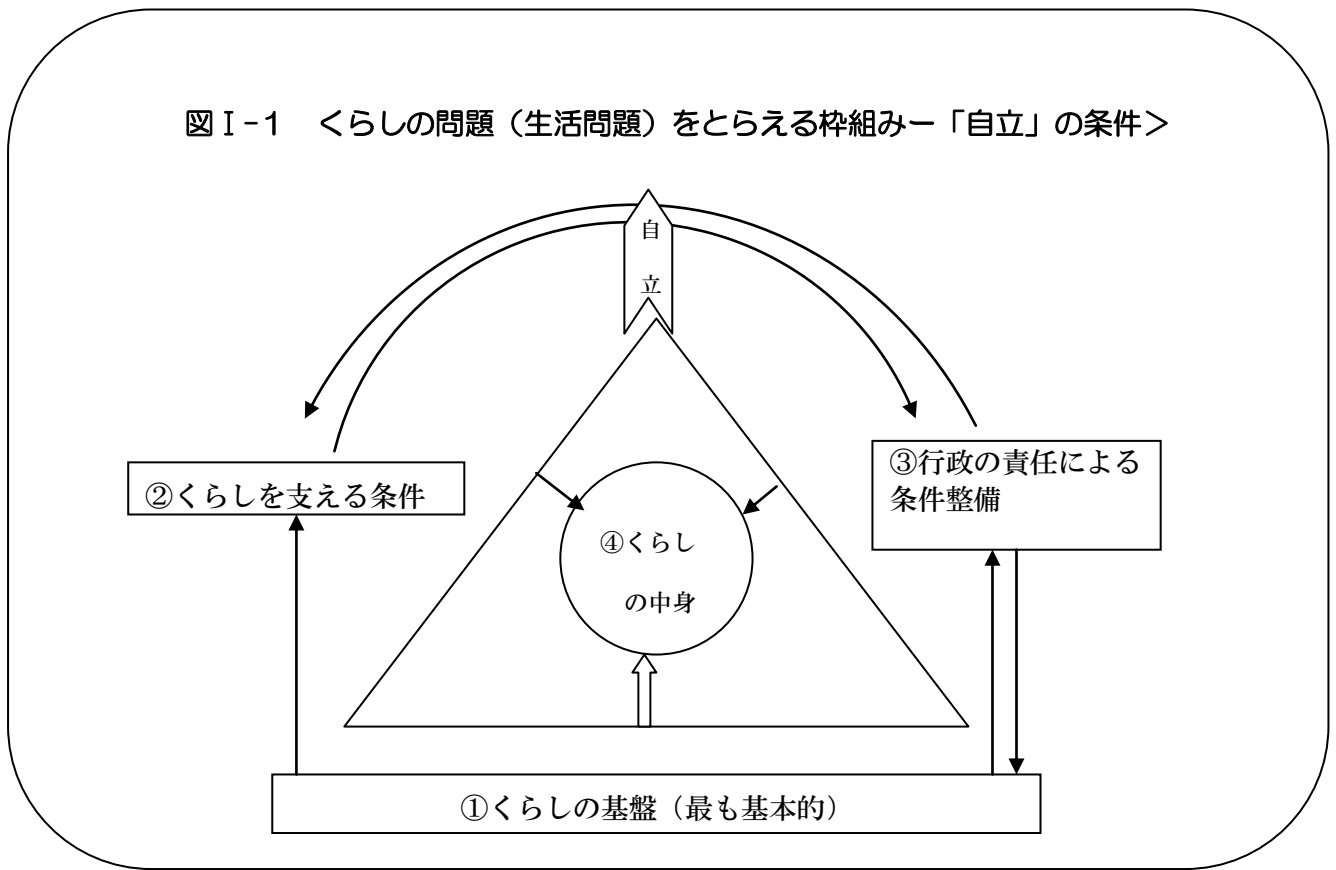 図Ⅰ-1　＜くらしの問題（生活問題）をとらえる枠組みー「自立」の条件＞
自
立
②くらしを支える条件
③行政の責任による
条件整備
④くらし
の中身
①くらしの基盤（最も基本的）